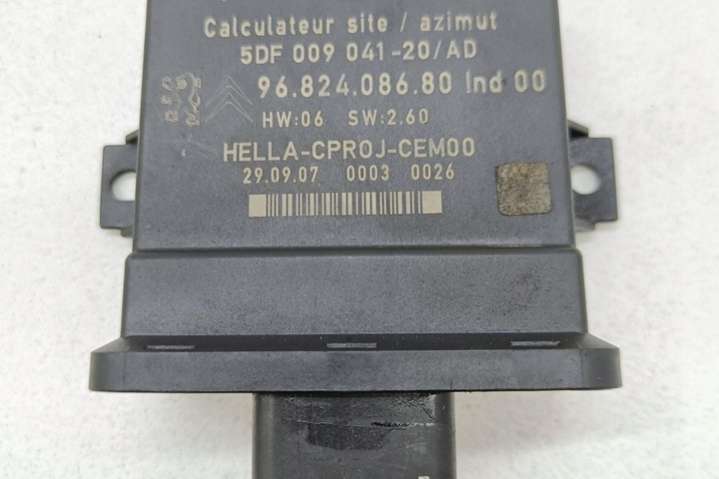 Calculateur site / azimut
5DF 009 041-20/AD
96.824.086.80 Ind 00
HW:06 SW:2.60
HELLA-CPROJ-CEM00
29.09.07 0003 0026